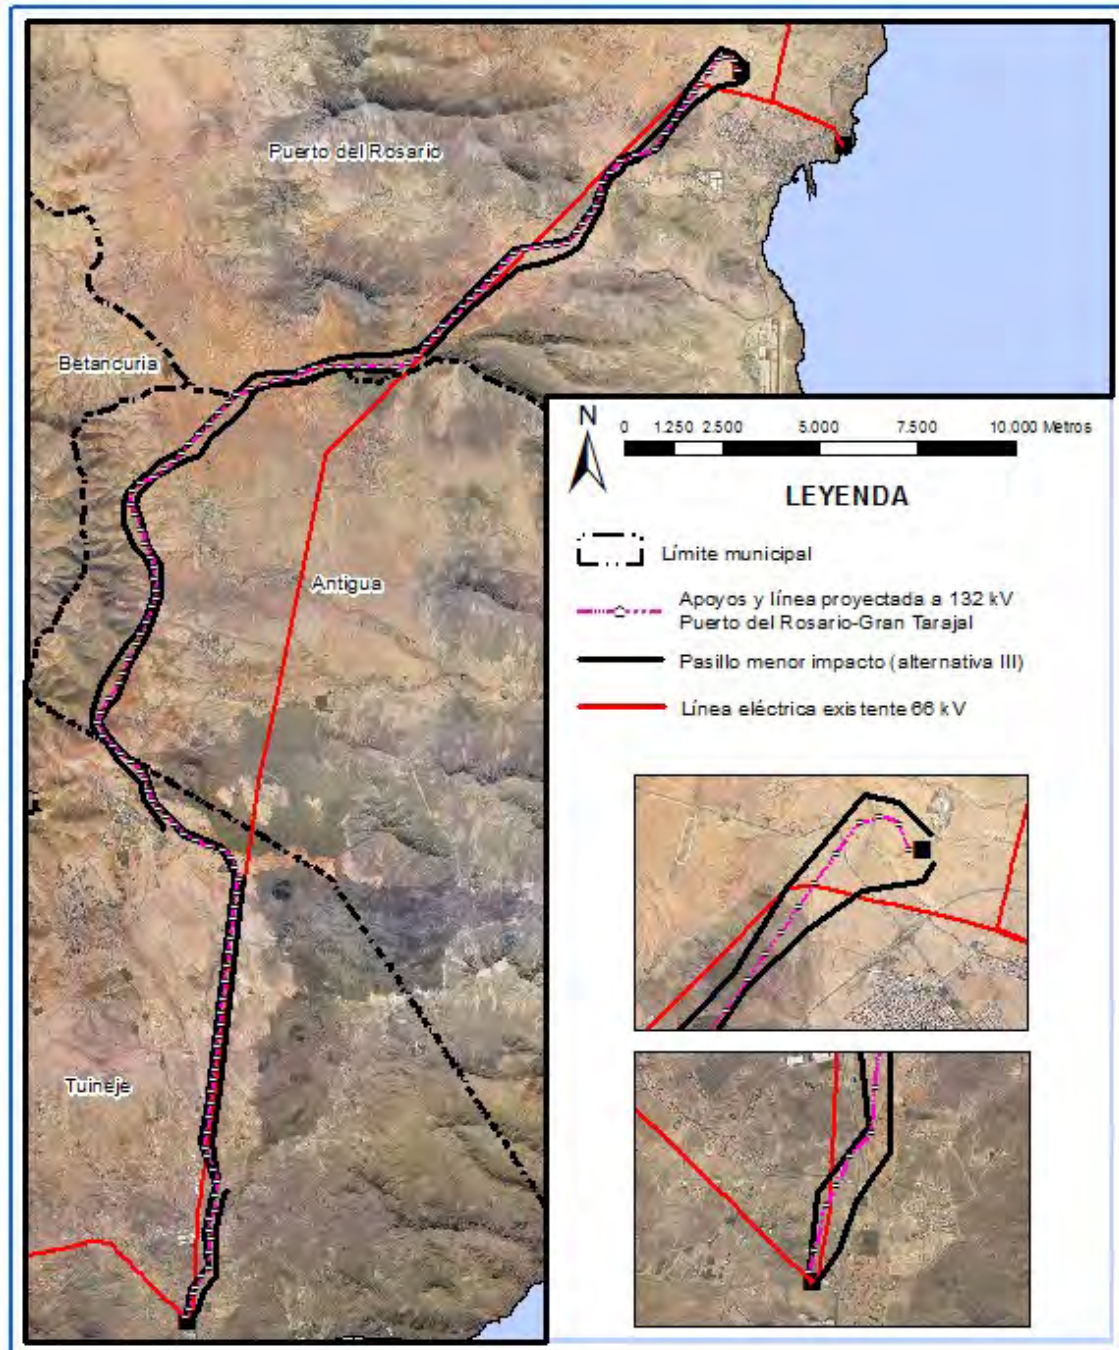 Puerto del Rosario
Betancuria
Antigua
Tuineje
N
0 1.250 2.500 5.000 7.500 10.000 Metros
LEYENDA
Límite municipal
Apoyos y línea proyectada a 132 kV
Puerto del Rosario-Gran Tarajal
Pasillo menor impacto (alternativa III)
Línea eléctrica existente 66 kV